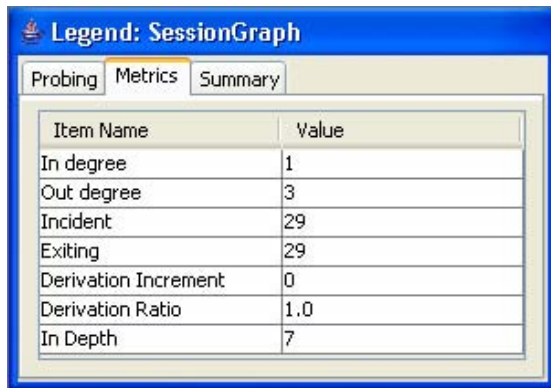 Legend: SessionGraph
Probing Metrics Summary
Item Name Value
In degree 1
Out degree 3
Incident 29
Exiting 29
Derivation Increment 0
Derivation Ratio 1.0
In Depth 7